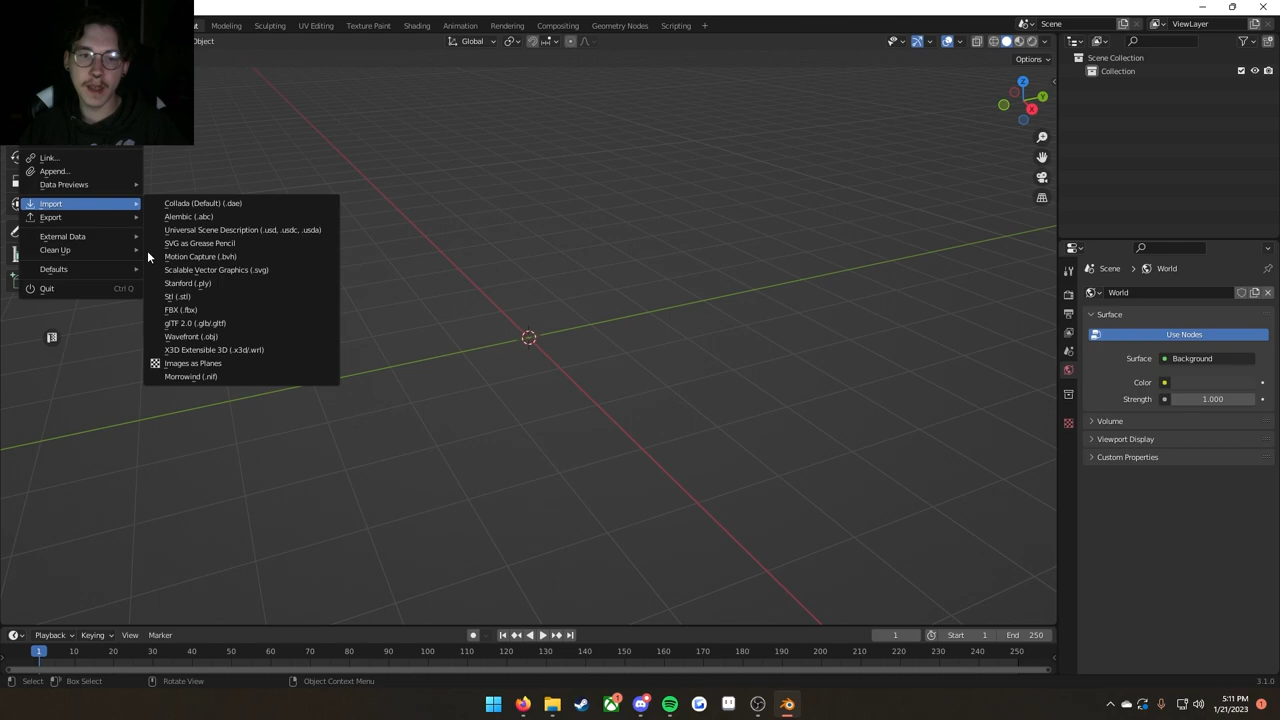 Modeling Sculpting UV Editing Texture Paint Shading Animation Rendering Compositing Geometry Nodes Scripting + Scene ViewLayer
Object Global
Options
Z
Y
X
Scene Collection
Collection
Link...
Append...
Data Previews
Import
Export
External Data
Clean Up
Defaults
Quit Ctrl Q
Collada (Default) (.dae)
Alembic (.abc)
Universal Scene Description (.usd, .usdc, .usda)
SVG as Grease Pencil
Motion Capture (.bvh)
Scalable Vector Graphics (.svg)
Stanford (.ply)
Stl (.stl)
FBX (.fbx)
glTF 2.0 (.glb/.gltf)
Wavefront (.obj)
X3D Extensible 3D (.x3d/.wrl)
Images as Planes
Morrowind (.nif)
Scene > World
World
Surface
Use Nodes
Surface Background
Color
Strength 1.000
Volume
Viewport Display
Custom Properties
Playback Keying View Marker 1 Start 1 End 250
1 10 20 30 40 50 60 70 80 90 100 110 120 130 140 150 160 170 180 190 200 210 220 230 240 250
Select Box Select Rotate View Object Context Menu 3.1.0
5:11 PM
1/21/2023